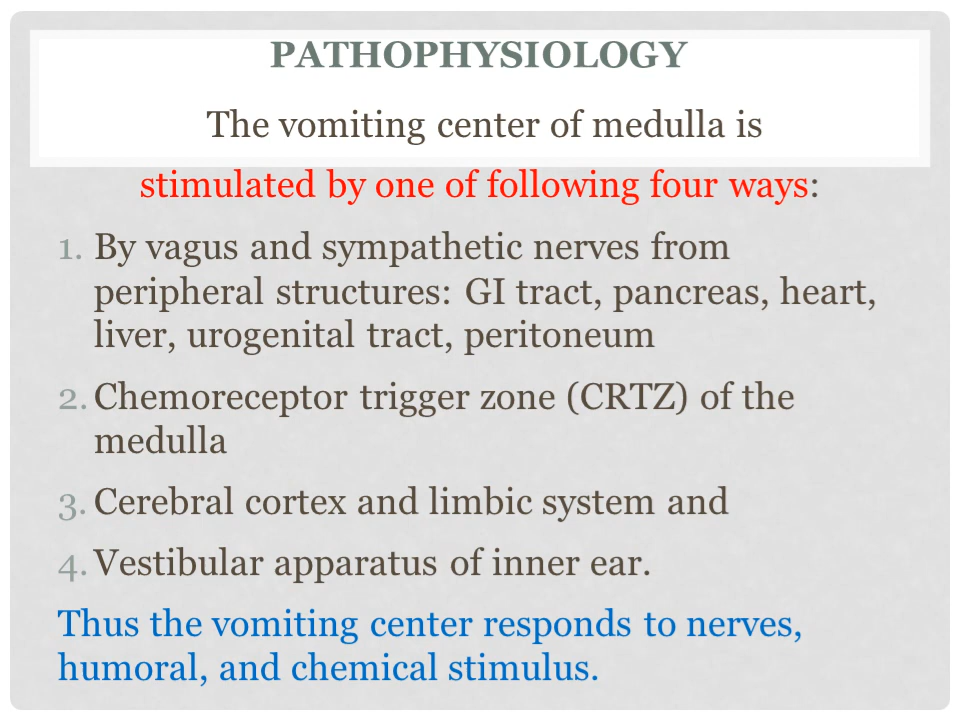 PATHOPHYSIOLOGY
The vomiting center of medulla is
stimulated by one of following four ways:
1. By vagus and sympathetic nerves from
peripheral structures: GI tract, pancreas, heart,
liver, urogenital tract, peritoneum
2. Chemoreceptor trigger zone (CRTZ) of the
medulla
3. Cerebral cortex and limbic system and
4. Vestibular apparatus of inner ear.
Thus the vomiting center responds to nerves,
humoral, and chemical stimulus.